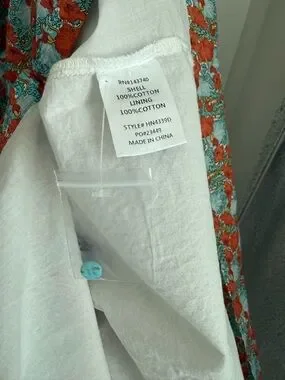 RN#143740
SHELL
100%COTTON
LINING
100%COTTON
STYLE# HN4339D
PO#23449
MADE IN CHINA